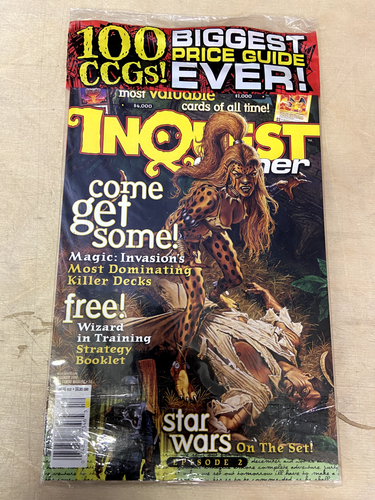 100
CCGs!
BIGGEST
PRICE GUIDE
EVER!
most valuable
$4,000
$1,000
cards of all time!
INQUEST
come
get
some!
Magic: Invasion's
Most Dominating
Killer Decks
free!
Wizard
in Training
Strategy
Booklet
star
wars
On The Set!
EPISODE 2